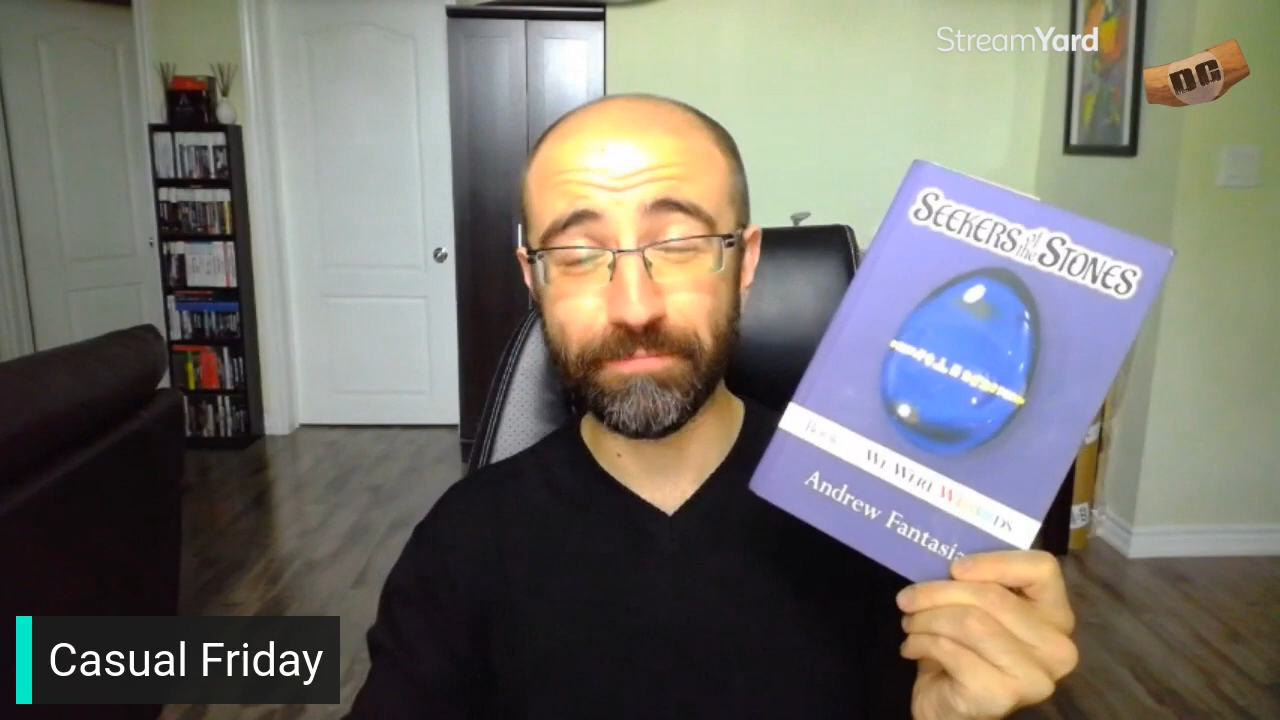 StreamYard
DG
SEEKERS of the STONES
WE WERE WIZARDS
Andrew Fantasia
Casual Friday